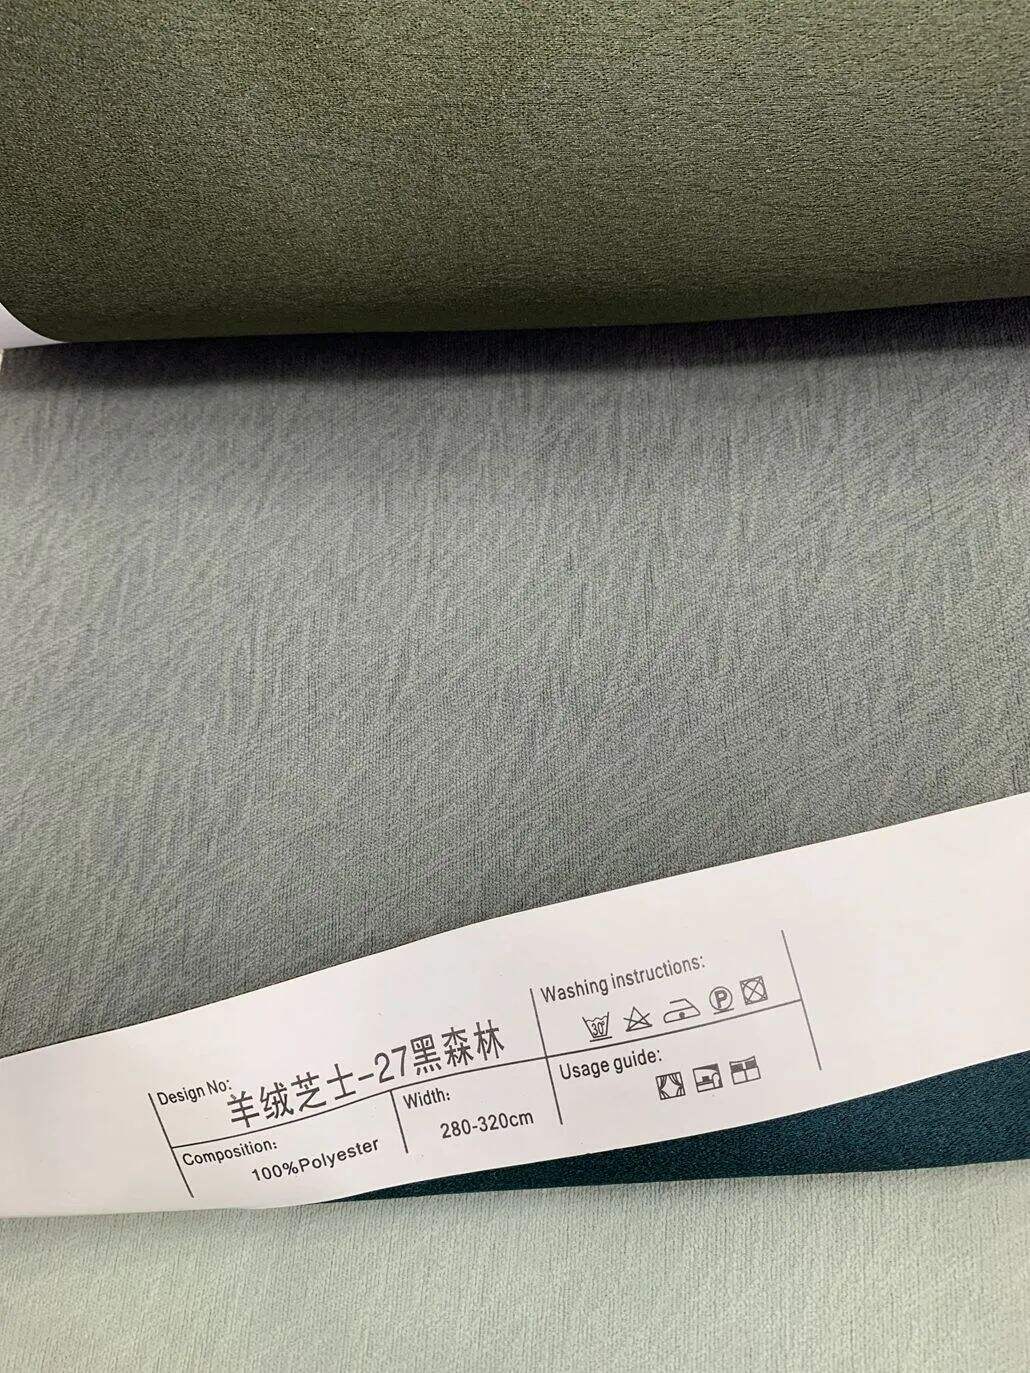 Design No:
羊绒芝士-27黑森林
Composition:
100%Polyester
Width:
280-320cm
Washing instructions:
30°
P
Usage guide: